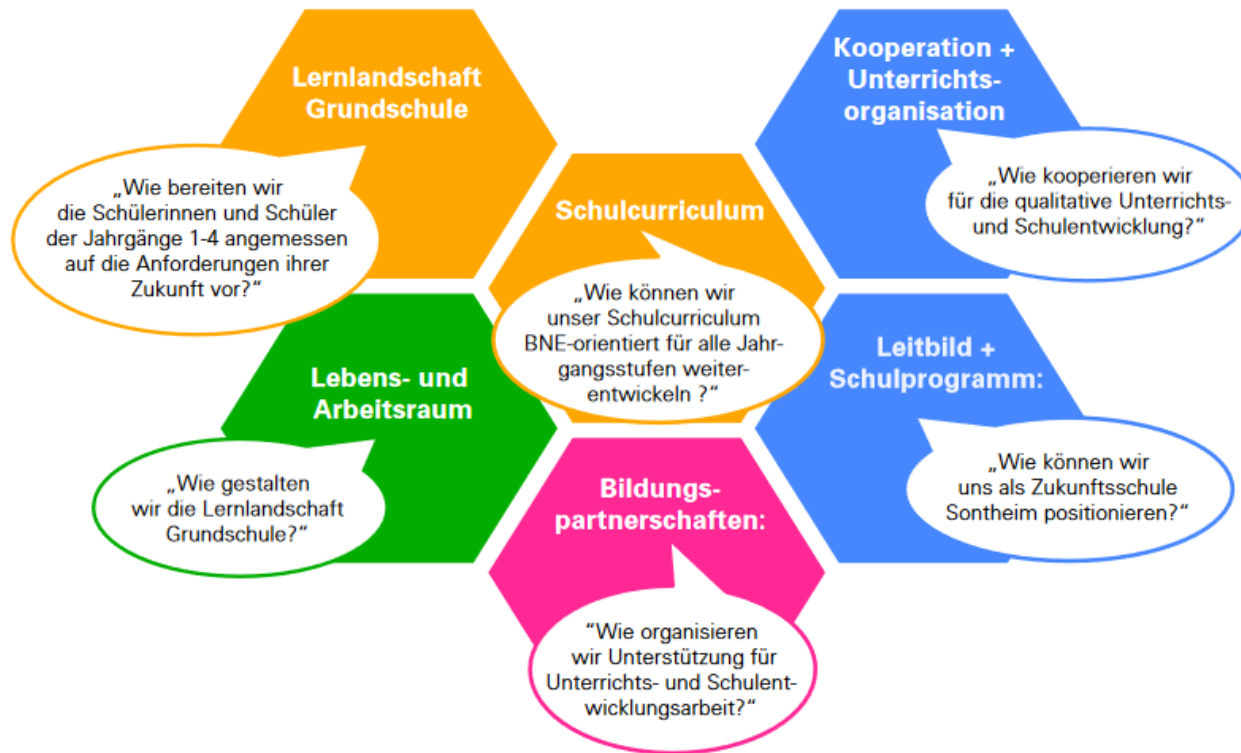 Lernlandschaft
Grundschule
„Wie bereiten wir
die Schülerinnen und Schüler
der Jahrgänge 1-4 angemessen
auf die Anforderungen ihrer
Zukunft vor?“
Schulcurriculum
„Wie können wir
unser Schulcurriculum
BNE-orientiert für alle Jahr-
gangsstufen weiter-
entwickeln ?“
Kooperation +
Unterrichts-
organisation
„Wie kooperieren wir
für die qualitative Unterrichts-
und Schulentwicklung?“
Lebens- und
Arbeitsraum
„Wie gestalten
wir die Lernlandschaft
Grundschule?“
Bildungs-
partnerschaften:
“Wie organisieren
wir Unterstützung für
Unterrichts- und Schulent-
wicklungsarbeit?“
Leitbild +
Schulprogramm:
„Wie können wir
uns als Zukunftsschule
Sontheim positionieren?“